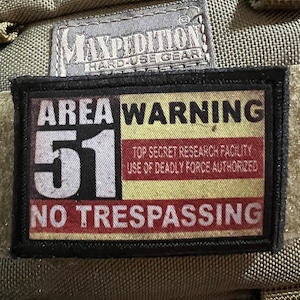 MAXPEDITION®
HARD-USE GEAR
AREA 51
WARNING
TOP SECRET RESEARCH FACILITY
USE OF DEADLY FORCE AUTHORIZED
NO TRESPASSING